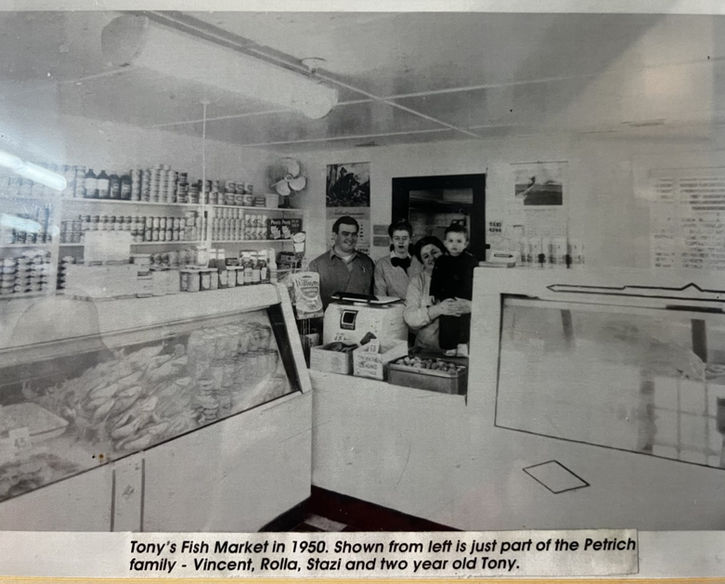 Tony's Fish Market in 1950. Shown from left is just part of the Petrich
family - Vincent, Rolla, Stazi and two year old Tony.